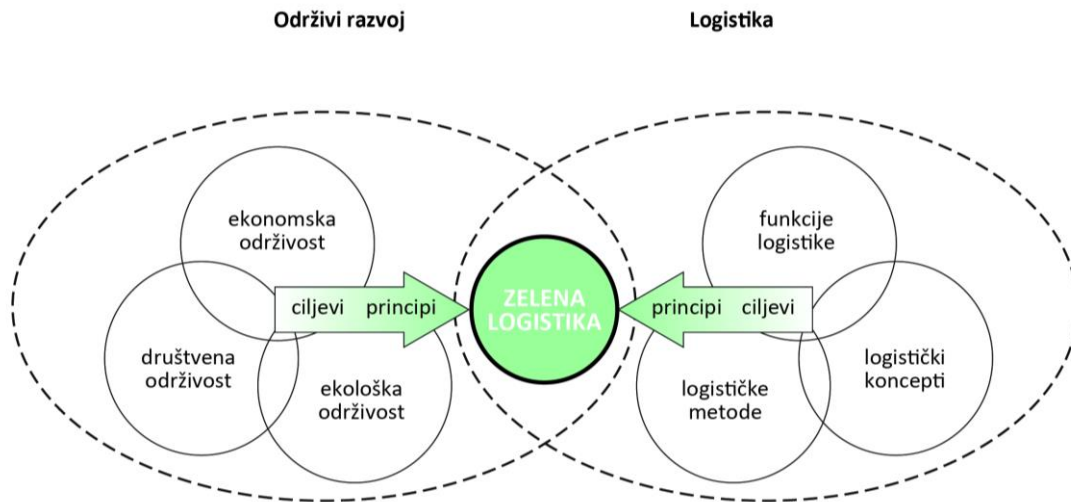 Održivi razvoj
Logistika
ekonomska
održivost
društvena
održivost
ekološka
održivost
ciljevi principi
ZELENA
LOGISTIKA
principi ciljevi
funkcije
logistike
logističke
metode
logistički
koncepti